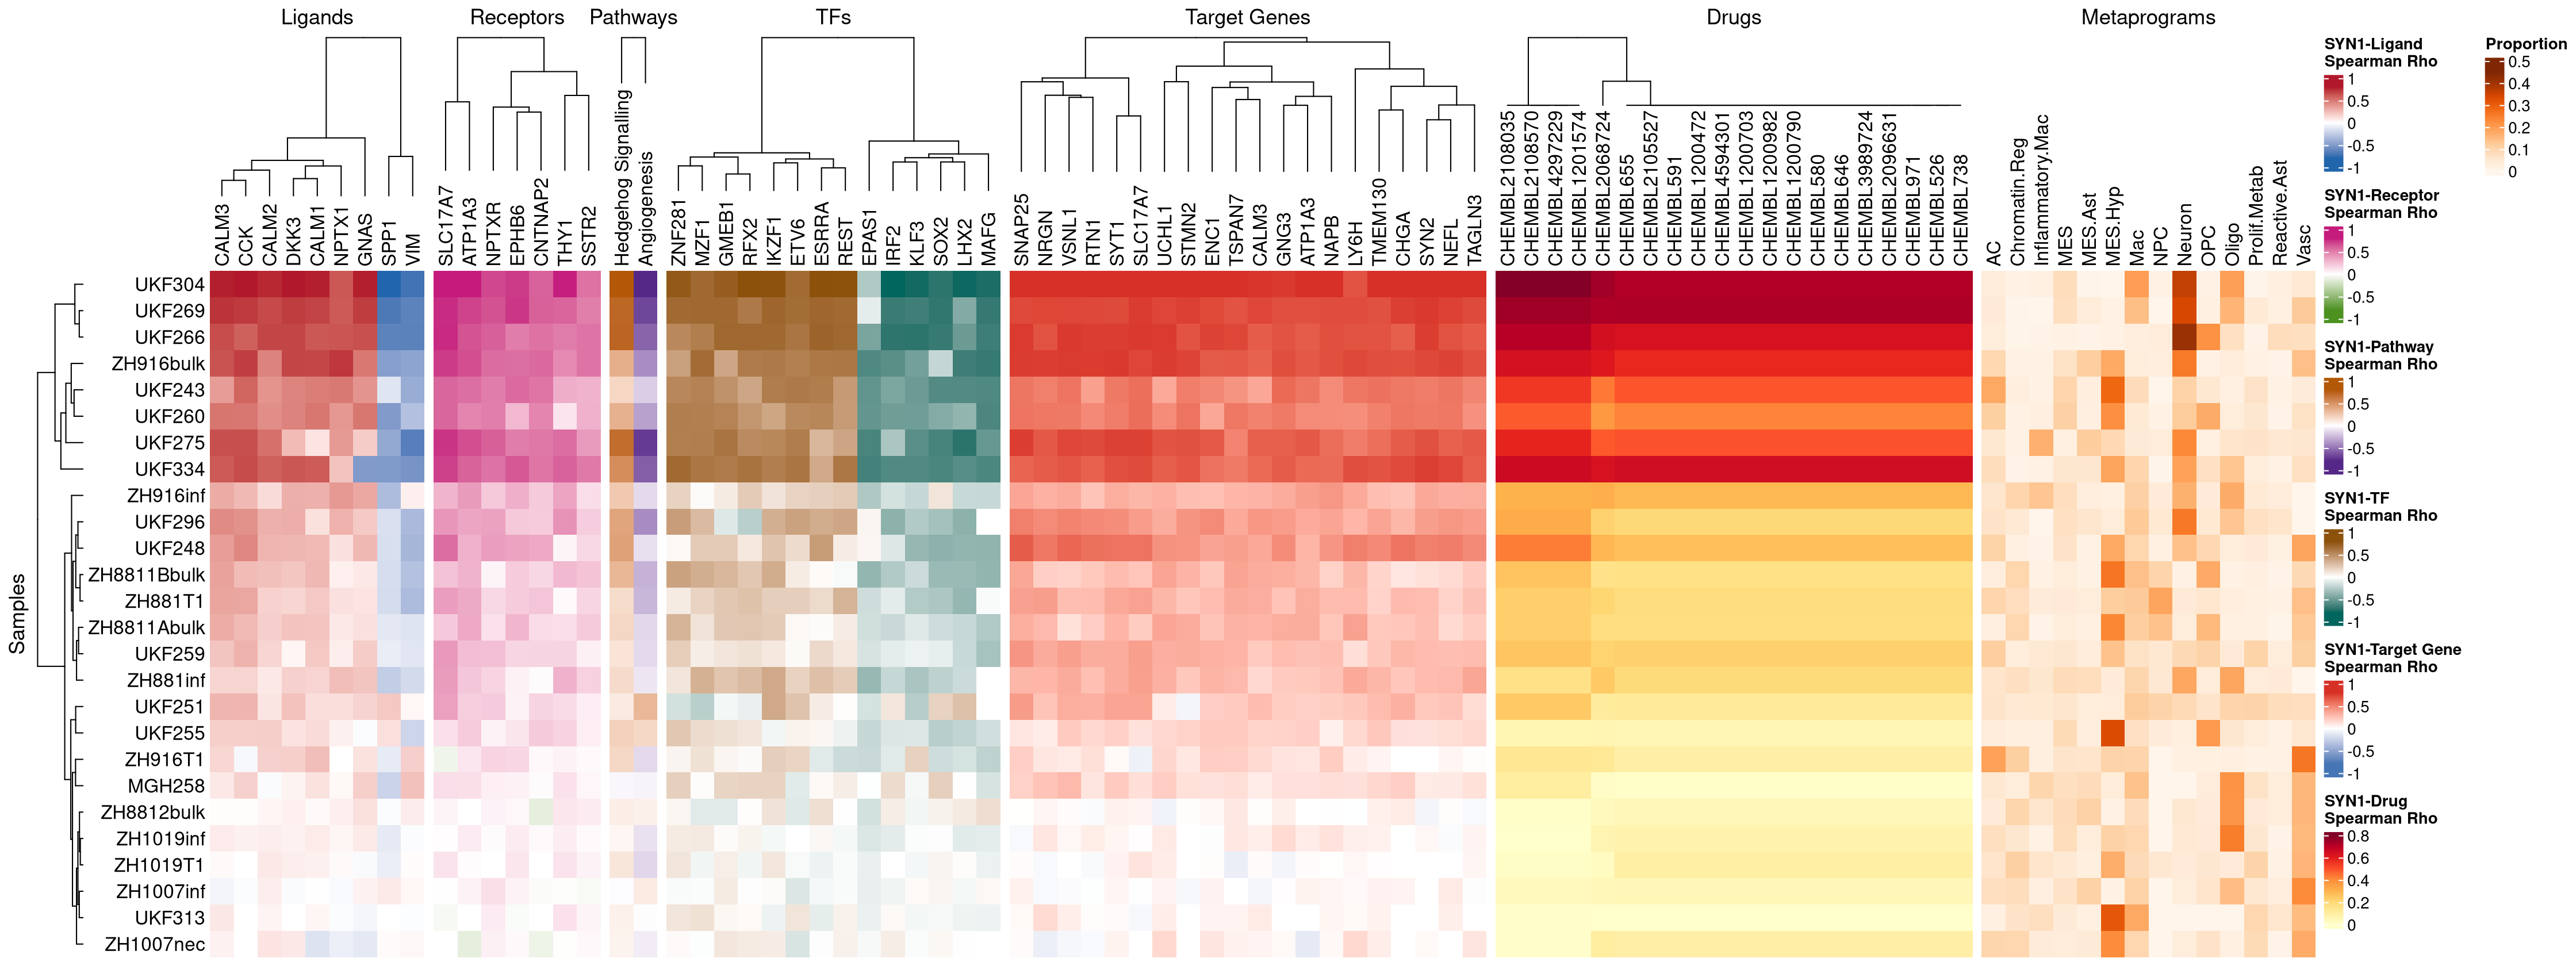 Ligands
Receptors
Pathways
TFs
Target Genes
Drugs
Metaprograms
CALM3
CCK
CALM2
DKK3
CALM1
NPTX1
GNAS
SPP1
VIM
SLC17A7
ATP1A3
NPTXR
EPHB6
CNTNAP2
THY1
SSTR2
Hedgehog Signalling
Angiogenesis
ZNF281
MZF1
GMEB1
RFX2
IKZF1
ETV6
ESRRA
REST
EPAS1
IRF2
KLF3
SOX2
LHX2
MAFG
SNAP25
NRGN
VSNL1
RTN1
SYT1
SLC17A7
UCHL1
STMN2
ENC1
TSPAN7
CALM3
GNG3
ATP1A3
NAPB
LY6H
TMEM130
CHGA
SYN2
NEFL
TAGLN3
CHEMBL2108035
CHEMBL2108570
CHEMBL4297229
CHEMBL1201574
CHEMBL2068724
CHEMBL655
CHEMBL2105527
CHEMBL591
CHEMBL1200472
CHEMBL4594301
CHEMBL1200703
CHEMBL1200982
CHEMBL1200790
CHEMBL580
CHEMBL646
CHEMBL3989724
CHEMBL2096631
CHEMBL971
CHEMBL526
CHEMBL738
AC
Chromatin.Reg
Inflammatory.Mac
MES
MES.Ast
MES.Hyp
Mac
NPC
Neuron
OPC
Oligo
Prolif.Metab
Reactive.Ast
Vasc
Samples
UKF304
UKF269
UKF266
ZH916bulk
UKF243
UKF260
UKF275
UKF334
ZH916inf
UKF296
UKF248
ZH8811Bbulk
ZH881T1
ZH8811Abulk
UKF259
ZH881inf
UKF251
UKF255
ZH916T1
MGH258
ZH8812bulk
ZH1019inf
ZH1019T1
ZH1007inf
UKF313
ZH1007nec
SYN1-Ligand
Spearman Rho
1
0.5
0
-0.5
-1
SYN1-Receptor
Spearman Rho
1
0.5
0
-0.5
-1
SYN1-Pathway
Spearman Rho
1
0.5
0
-0.5
-1
SYN1-TF
Spearman Rho
1
0.5
0
-0.5
-1
SYN1-Target Gene
Spearman Rho
1
0.5
0
-0.5
-1
SYN1-Drug
Spearman Rho
0.8
0.6
0.4
0.2
0
Proportion
0.5
0.4
0.3
0.2
0.1
0